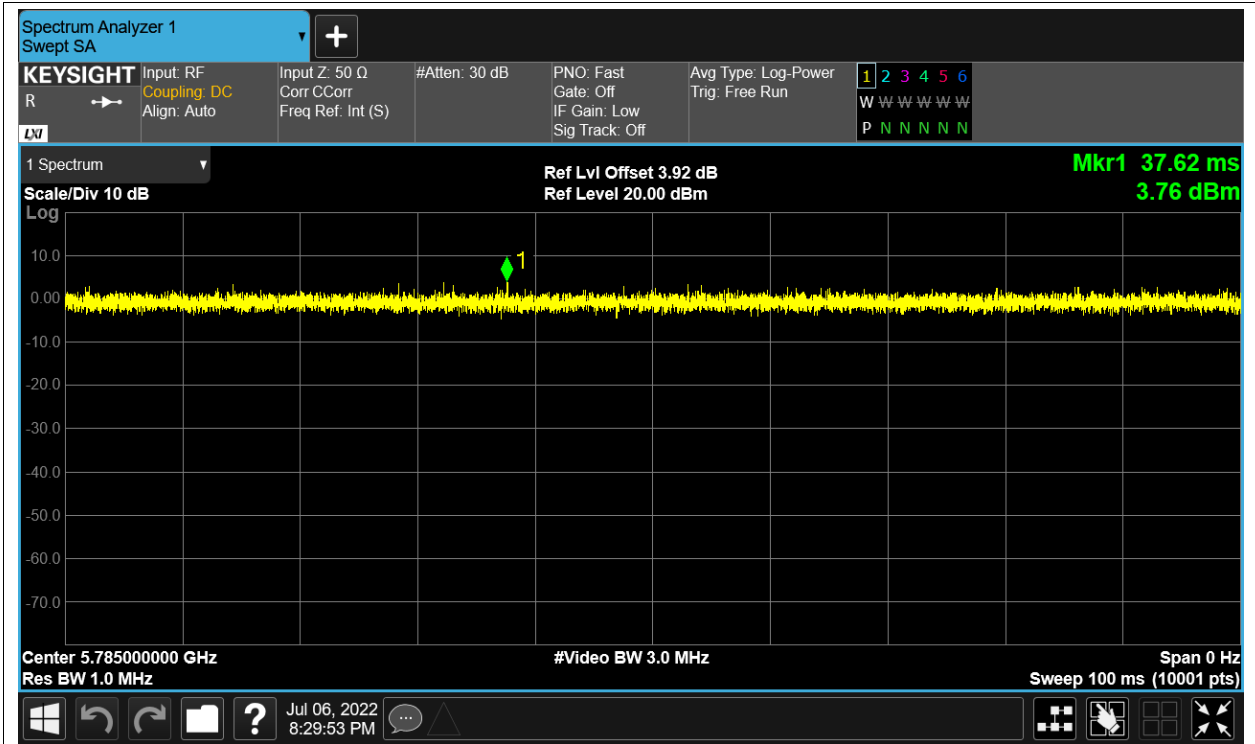 Spectrum Analyzer 1
Swept SA
KEYSIGHT
R
LXI
Input: RF
Coupling: DC
Align: Auto
Input Z: 50 Ω
Corr CCorr
Freq Ref: Int (S)
#Atten: 30 dB
PNO: Fast
Gate: Off
IF Gain: Low
Sig Track: Off
Avg Type: Log-Power
Trig: Free Run
1 2 3 4 5 6
W W W W W W
P N N N N N
1 Spectrum
Scale/Div 10 dB
Log
Ref Lvl Offset 3.92 dB
Ref Level 20.00 dBm
Mkr1 37.62 ms
3.76 dBm
1
10.0
0.00
-10.0
-20.0
-30.0
-40.0
-50.0
-60.0
-70.0
Center 5.785000000 GHz
#Video BW 3.0 MHz
Span 0 Hz
Res BW 1.0 MHz
Sweep 100 ms (10001 pts)
?
Jul 06, 2022
8:29:53 PM